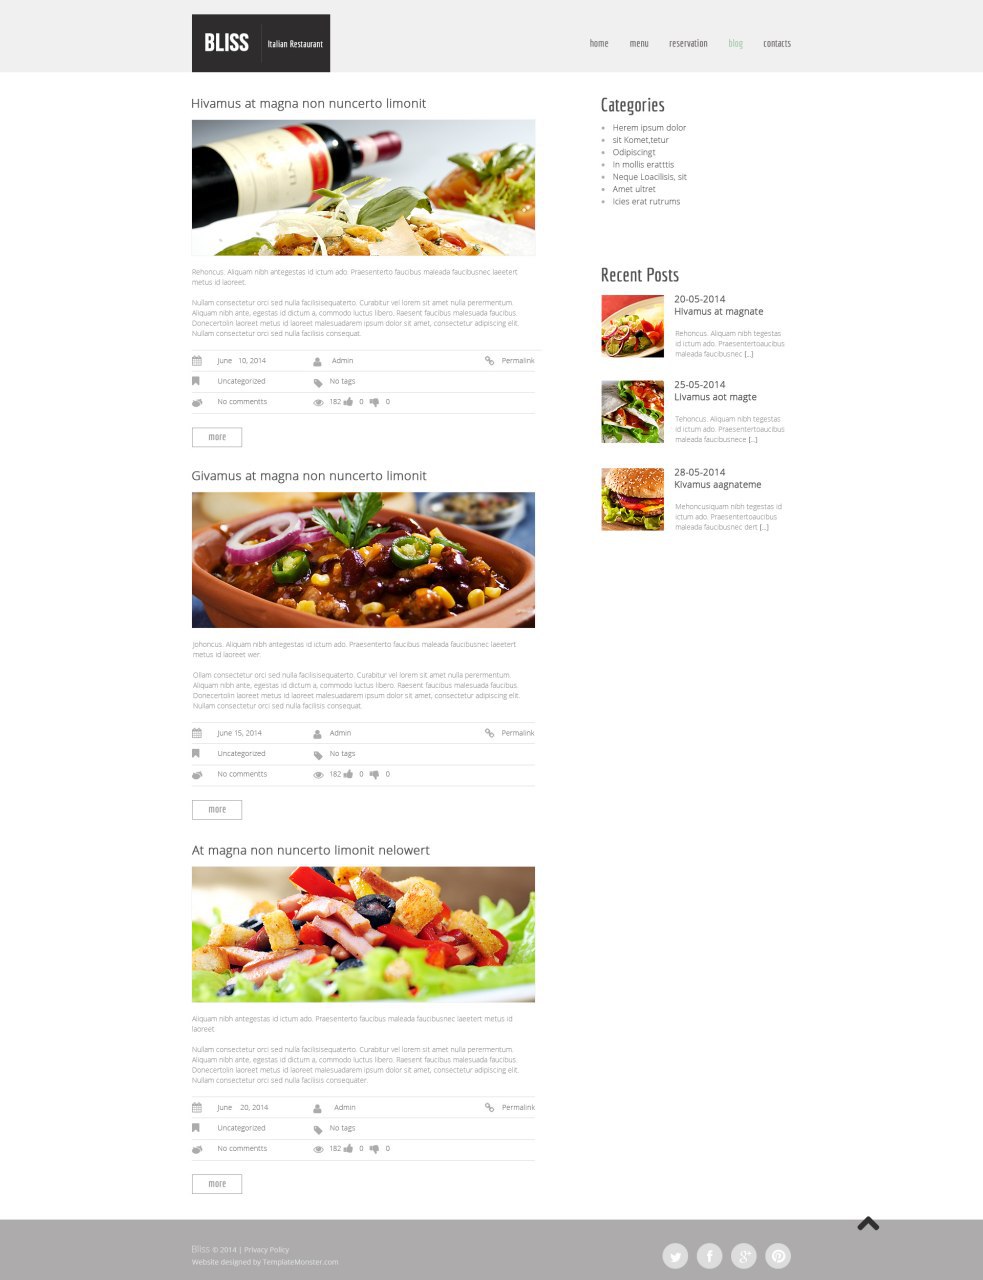 BLISS
Italian Restaurant
home menu reservation blog contacts
Hivamus at magna non nuncerto limonit
Rehoncus. Aliquam nibh antegestas id ictum ado. Praesenterto faucibus maleada faucibusnec laeetert
metus id laoreet.
Nullam consectetur orci sed nulla facilisisequaterto. Curabitur vel lorem sit amet nulla perermentum.
Aliquam nibh ante, egestas id dictum a, commodo luctus libero. Raesent faucibus malesuada faucibus.
Donecertolin laoreet metus id laoreet malesuadarem ipsum dolor sit amet, consectetur adipiscing elit.
Nullam consectetur orci sed nulla facilisis consequat.
June 10, 2014 Admin Permalink
Uncategorized No tags
No commentts 182 0 0
more
Givamus at magna non nuncerto limonit
Johoncus. Aliquam nibh antegestas id ictum ado. Praesenterto faucibus maleada faucibusnec laeetert
metus id laoreet wer.
Oliam consectetur orci sed nulla facilisisequaterto. Curabitur vel lorem sit amet nulla perermentum.
Aliquam nibh ante, egestas id dictum a, commodo luctus libero. Raesent faucibus malesuada faucibus.
Donecertolin laoreet metus id laoreet malesuadarem ipsum dolor sit amet, consectetur adipiscing elit.
Nullam consectetur orci sed nulla facilisis consequat.
June 15, 2014 Admin Permalink
Uncategorized No tags
No commentts 182 0 0
more
At magna non nuncerto limonit nelowert
Aliquam nibh antegestas id ictum ado. Praesenterto faucibus maleada faucibusnec laeetert metus id
laoreet.
Nullam consectetur orci sed nulla facilisisequaterto. Curabitur vel lorem sit amet nulla perermentum.
Aliquam nibh ante, egestas id dictum a, commodo luctus libero. Raesent faucibus malesuada faucibus.
Donecertolin laoreet metus id laoreet malesuadarem ipsum dolor sit amet, consectetur adipiscing elit.
Nullam consectetur orci sed nulla facilisis consequater.
June 20, 2014 Admin Permalink
Uncategorized No tags
No commentts 182 0 0
more
Categories
Herem ipsum dolor
sit Komet,tetur
Odipiscingt
In mollis eratttis
Neque Loacilisis, sit
Amet ultret
Icies erat rutrums
Recent Posts
20-05-2014
Hivamus at magnate
Rehoncus. Aliquam nibh tegestas
id ictum ado. Praesentertoaucibus
maleada faucibusnec [...]
25-05-2014
Livamus aot magte
Tehoncus. Aliquam nibh tegestas
id ictum ado. Praesentertoaucibus
maleada faucibusnece [...]
28-05-2014
Kivamus aagnateme
Mehoncusiquam nibh tegestas id
ictum ado. Praesentertoaucibus
maleada faucibusnec dert [...]
Bliss © 2014 | Privacy Policy
Website designed by TemplateMonster.com